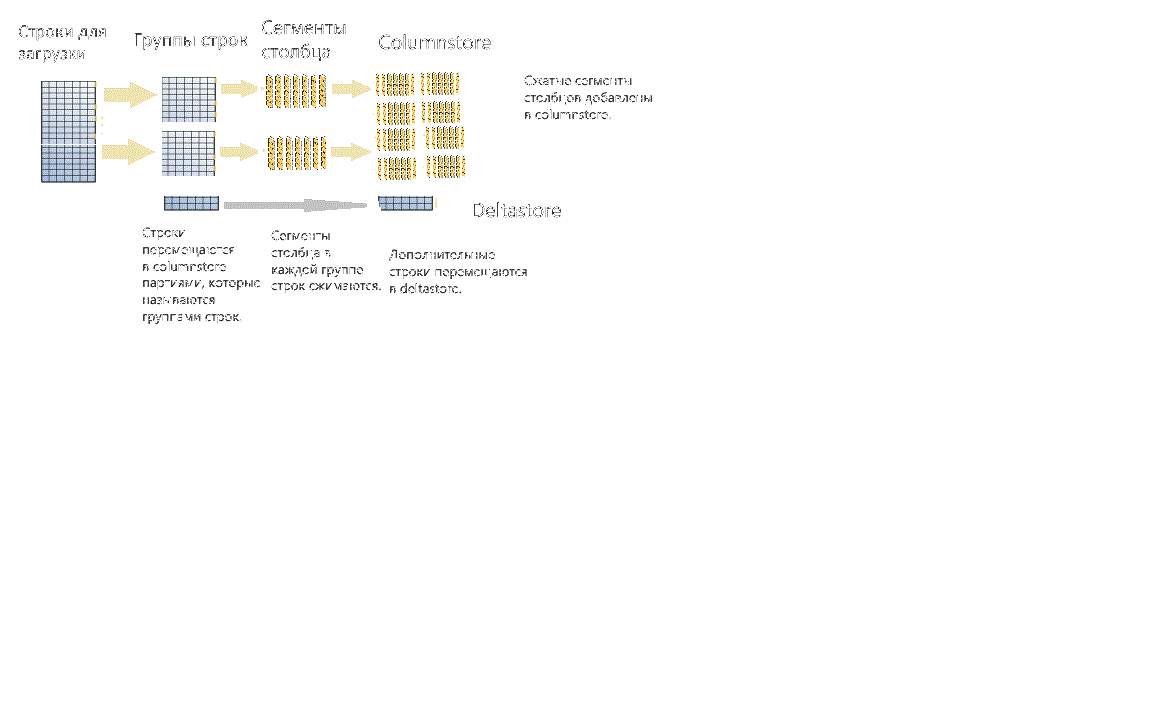 Строки для
загрузки
Группы строк
Сегменты
столбца
Columnstore
Сжатые сегменты
столбцов добавлены
в columnstore.
Deltastore
Строки
перемещаются
в columnstore
партиями, которые
называются
группами строк.
Сегменты
столбца в
каждой группе
строк сжимаются.
Дополнительные
строки перемещаются
в deltastore.